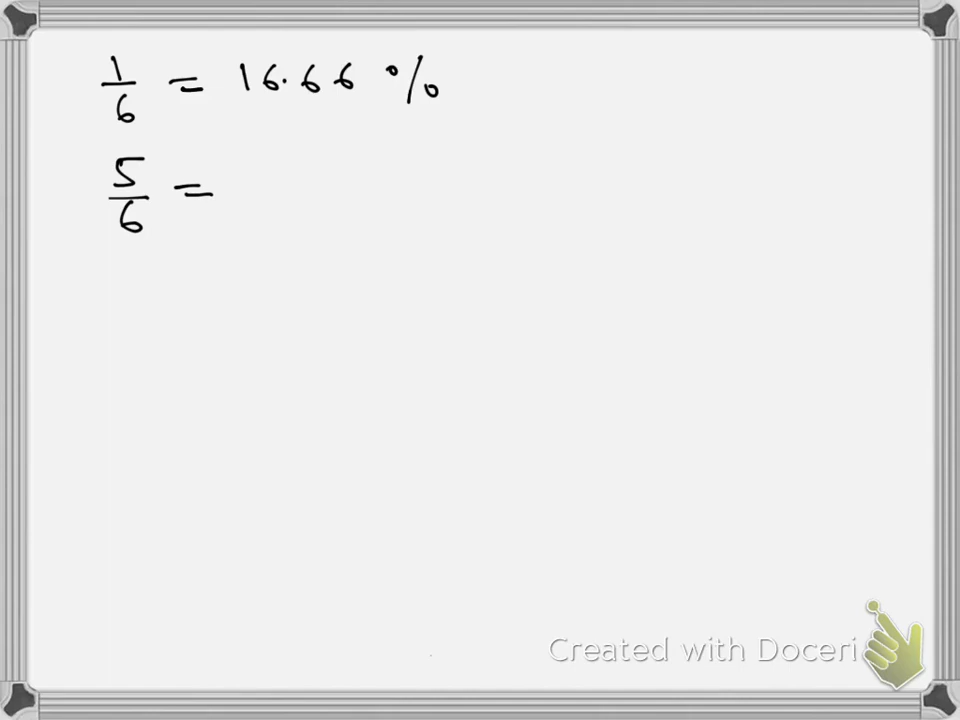 1/6 = 16.66 %
5/6 =
Created with Doceri